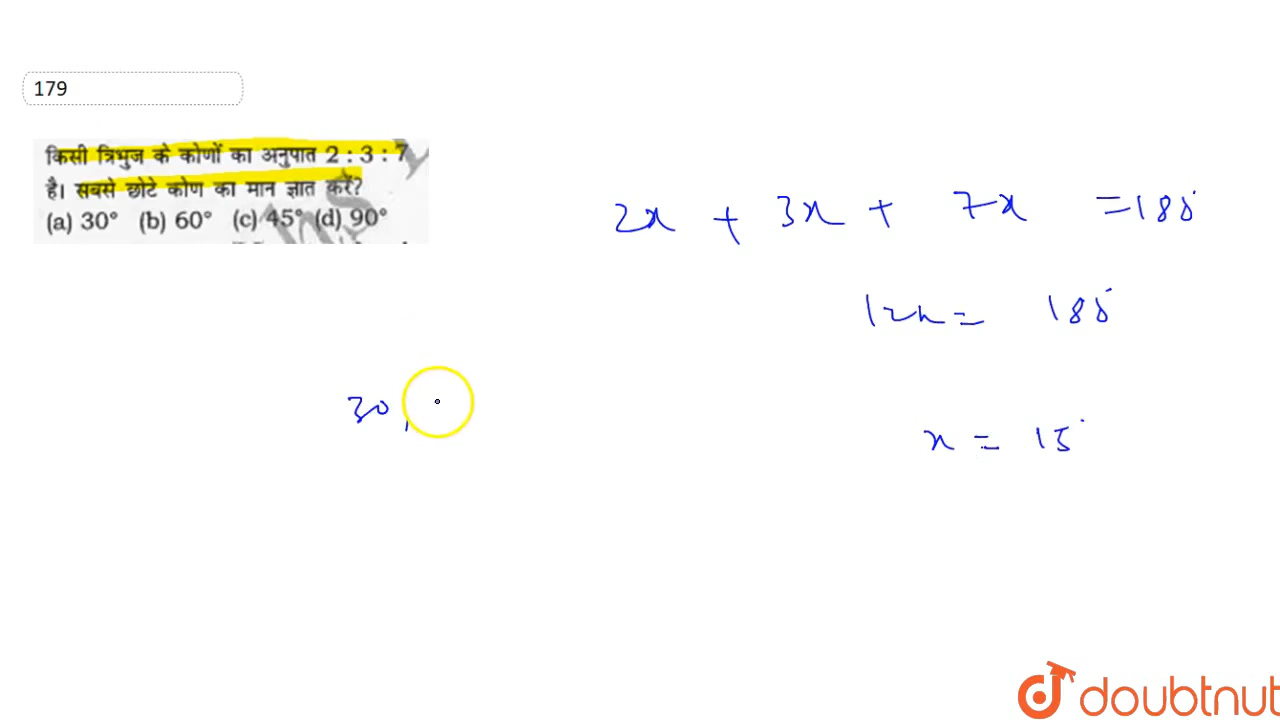 179
किसी त्रिभुज के कोणों का अनुपात 2 : 3 : 7
है। सबसे छोटे कोण का मान ज्ञात करें?
(a) 30° (b) 60° (c) 45° (d) 90°
2x + 3x + 7x = 180°
12x = 180°
30,
x = 15°
doubtnut